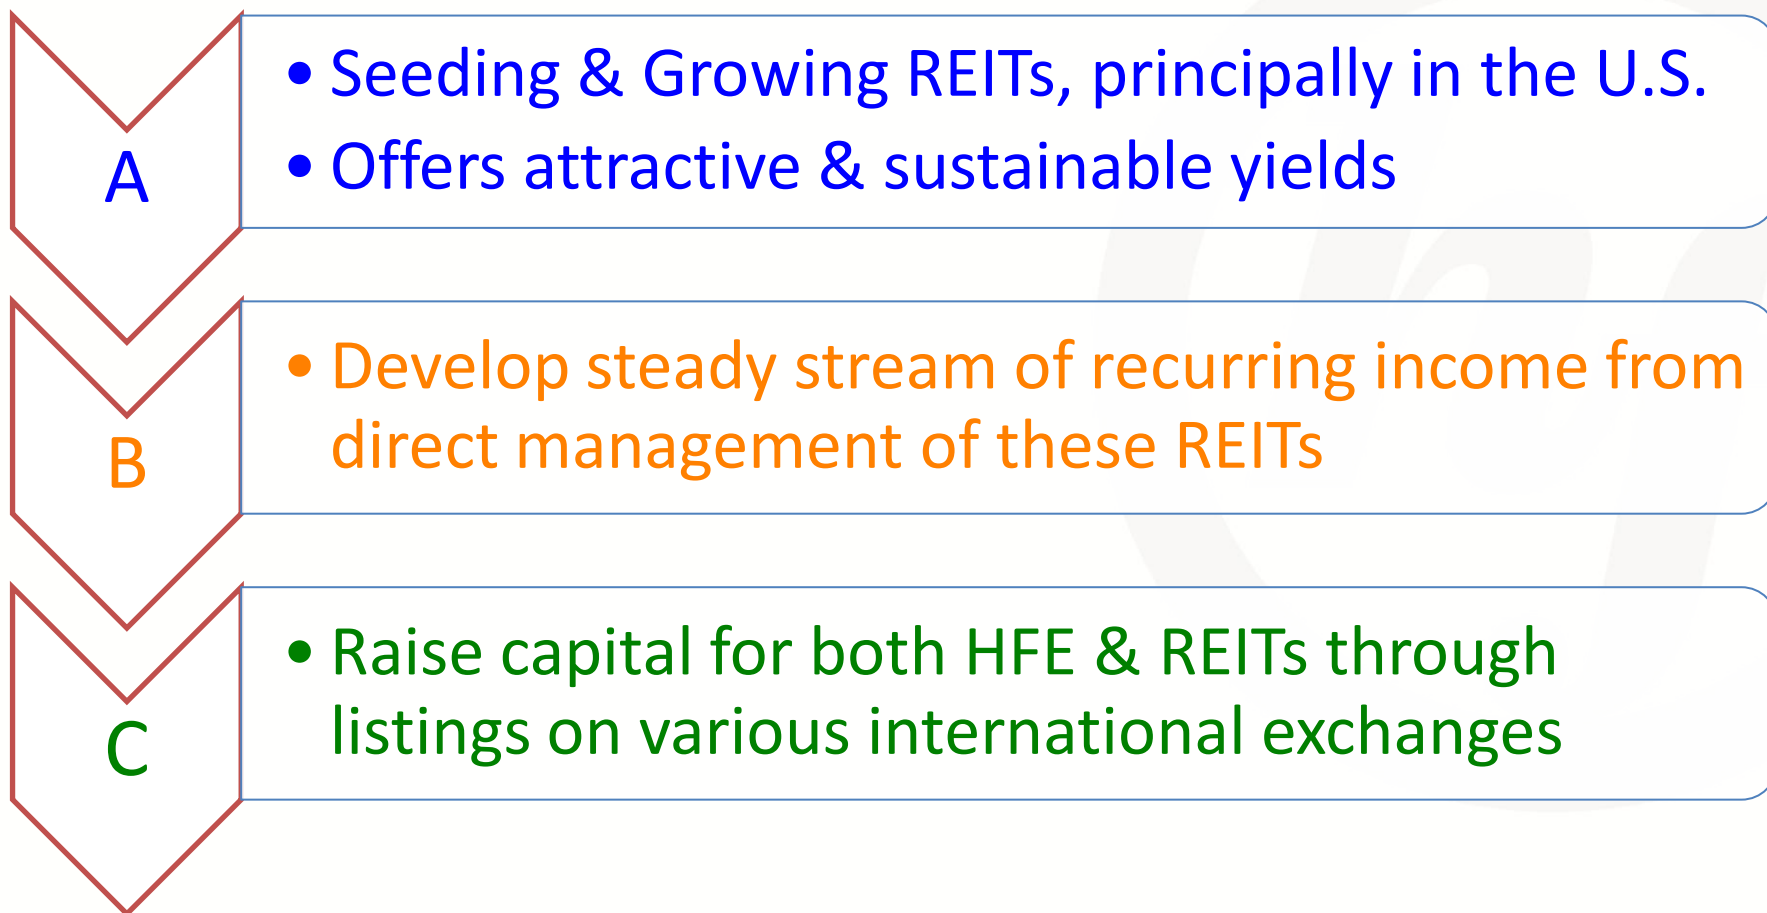 A
• Seeding & Growing REITs, principally in the U.S.
• Offers attractive & sustainable yields
B
• Develop steady stream of recurring income from
direct management of these REITs
C
• Raise capital for both HFE & REITs through
listings on various international exchanges